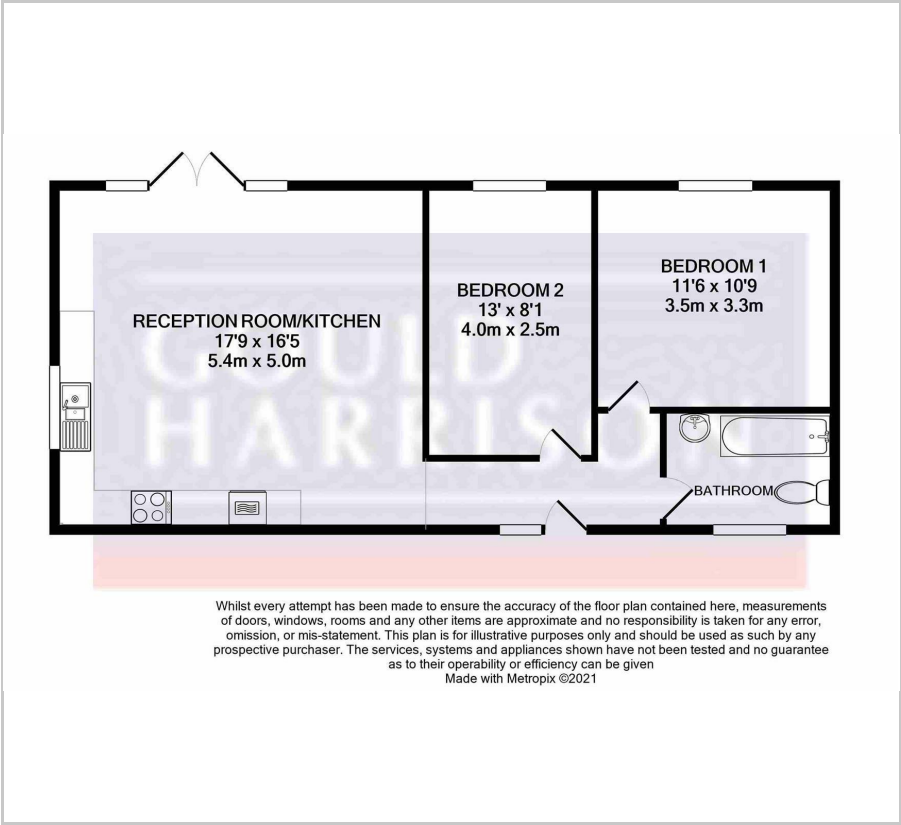 RECEPTION ROOM/KITCHEN
17'9 x 16'5
5.4m x 5.0m
BEDROOM 2
13' x 8'1
4.0m x 2.5m
BEDROOM 1
11'6 x 10'9
3.5m x 3.3m
GOULD
HARRISON
BATHROOM
Whilst every attempt has been made to ensure the accuracy of the floor plan contained here, measurements
of doors, windows, rooms and any other items are approximate and no responsibility is taken for any error,
omission, or mis-statement. This plan is for illustrative purposes only and should be used as such by any
prospective purchaser. The services, systems and appliances shown have not been tested and no guarantee
as to their operability or efficiency can be given
Made with Metropix ©2021